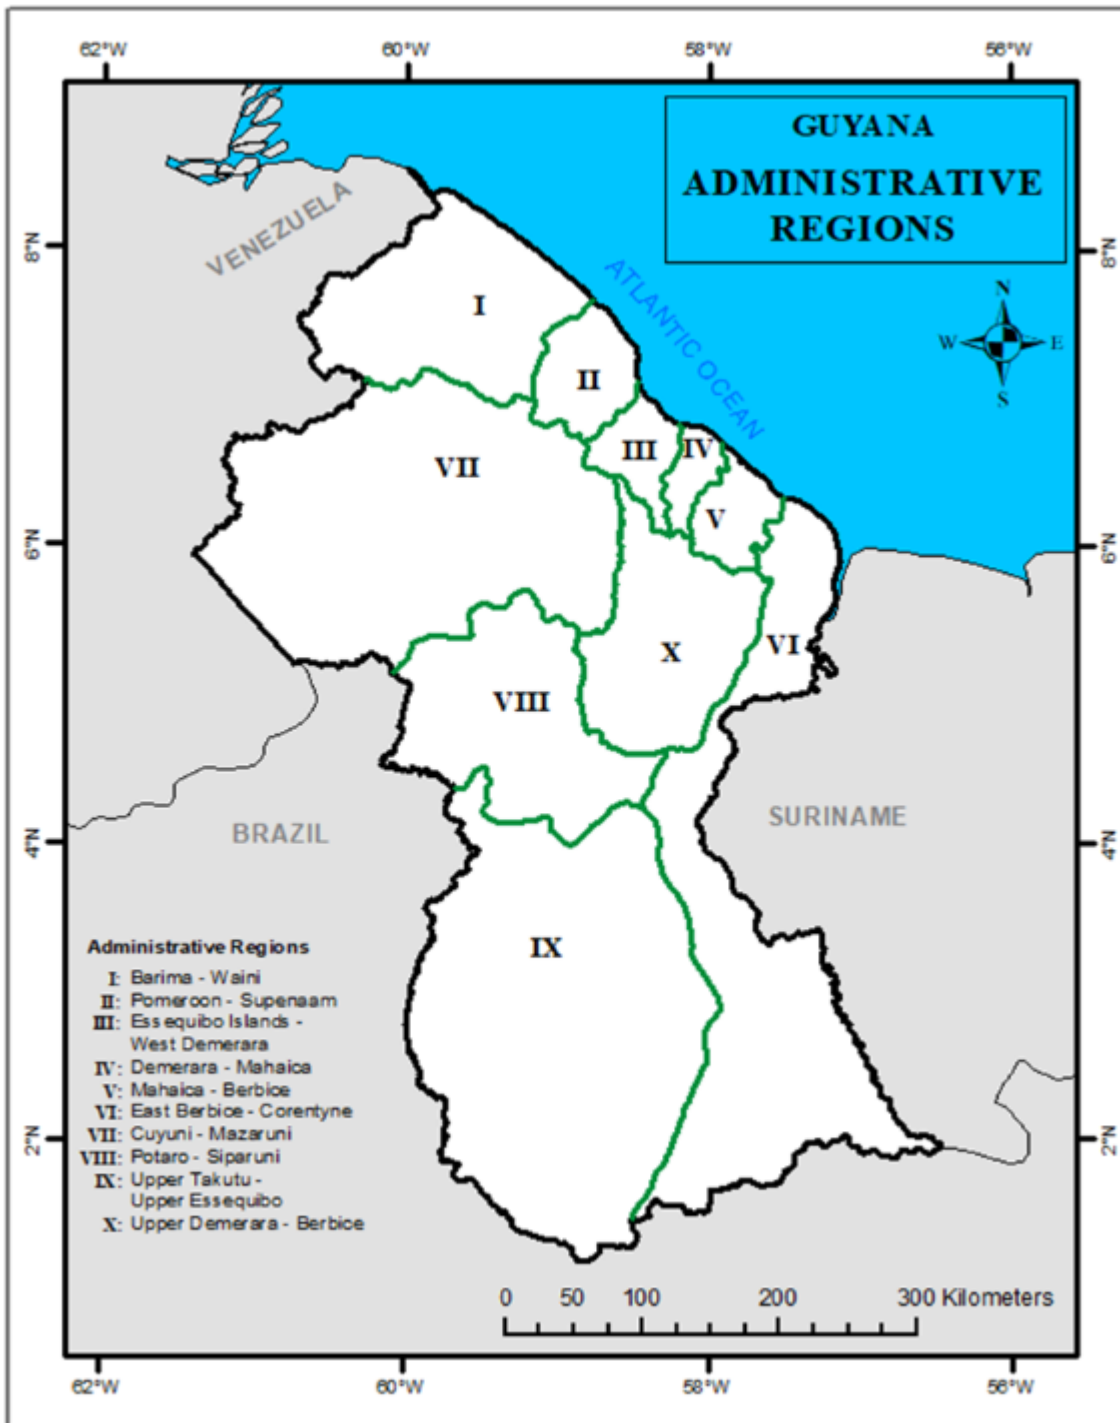 62°W 60°W 58°W 56°W
GUYANA
ADMINISTRATIVE
REGIONS
VENEZUELA
8°N
8°N
ATLANTIC OCEAN
N
W E
S
I
II
III
IV
VII
V
6°N
6°N
X
VI
VIII
BRAZIL
SURINAME
4°N
4°N
IX
Administrative Regions
I: Barima - Waini
II: Pomeroon - Supenaam
III: Essequibo Islands -
West Demerara
IV: Demerara - Mahaica
V: Mahaica - Berbice
VI: East Berbice - Corentyne
VII: Cuyuni - Mazaruni
VIII: Potaro - Siparuni
IX: Upper Takutu -
Upper Essequibo
X: Upper Demerara - Berbice
2°N
2°N
0 50 100 200 300 Kilometers
62°W 60°W 58°W 56°W